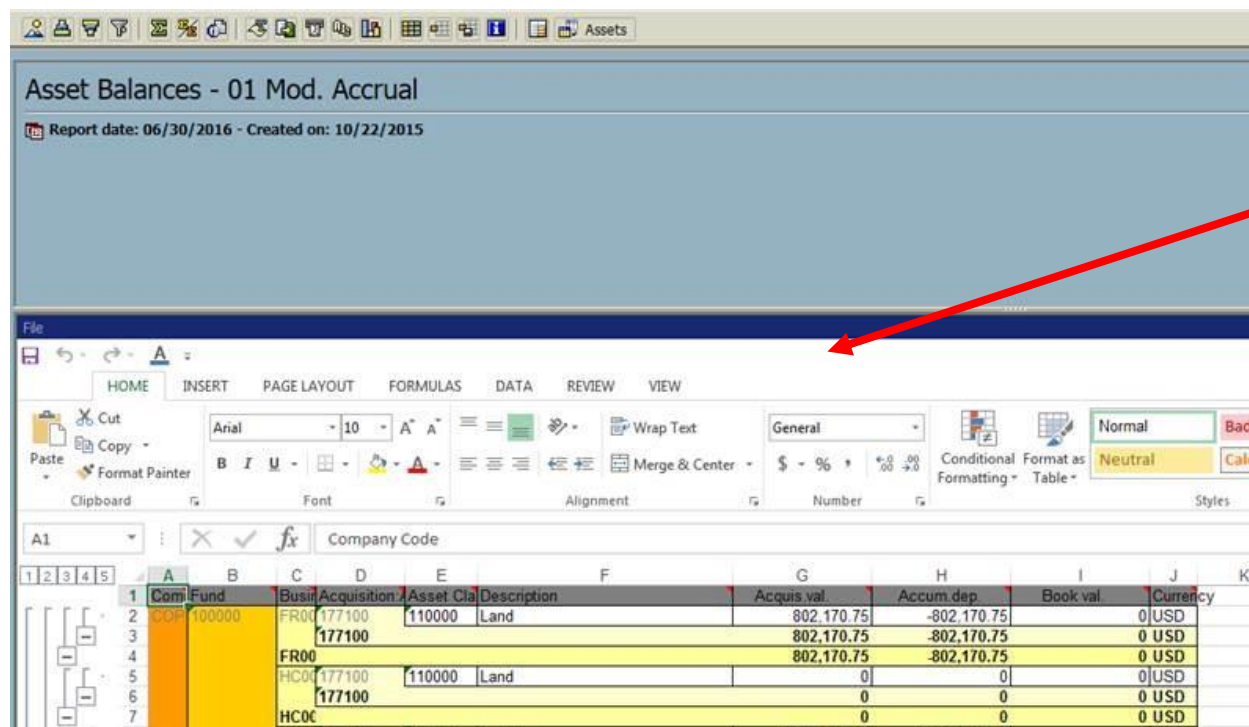 Assets
Asset Balances - 01 Mod. Accrual
Report date: 06/30/2016 - Created on: 10/22/2015
File
HOME INSERT PAGE LAYOUT FORMULAS DATA REVIEW VIEW
Cut
Copy
Paste
Format Painter
Arial 10 A A
B I U A
Wrap Text
Merge & Center
General
$ % ,
Conditional Formatting
Format as Table
Normal Bad
Neutral
Clipboard Font Alignment Number Styles
A1 fx Company Code
1 2 3 4 5 A B C D E F G H I J K
1 Com Fund Busin Acquisition: Asset Cla Description Acquis.val. Accum.dep. Book val. Currency
2 COP 100000 FR00 177100 110000 Land 802,170.75 -802,170.75 0 USD
3 177100 802,170.75 -802,170.75 0 USD
4 FR00 802,170.75 -802,170.75 0 USD
5 HC00 177100 110000 Land 0 0 0 USD
6 177100 0 0 0 USD
7 HC00 0 0 0 USD